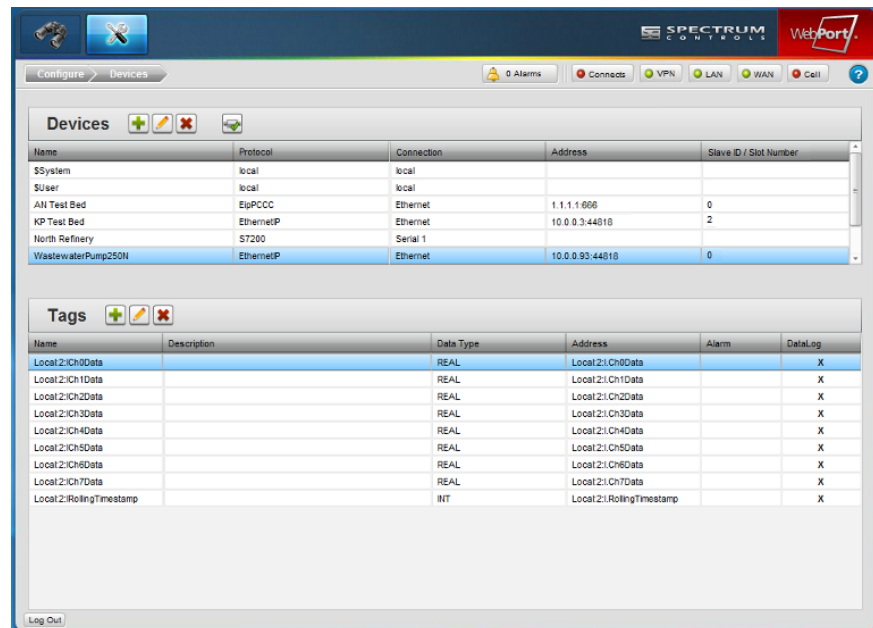 SPECTRUM
CONTROLS
WebPort
Configure > Devices
0 Alarms
Connects
VPN
LAN
WAN
Cell
?
Devices
Name Protocol Connection Address Slave ID / Slot Number
$System local local
$User local local
AN Test Bed EipPCCC Ethernet 1.1.1.1:666 0
KP Test Bed EthernetIP Ethernet 10.0.0.3:44818 2
North Refinery S7200 Serial 1
WastewaterPump250N EthernetIP Ethernet 10.0.0.93:44818 0
Tags
Name Description Data Type Address Alarm DataLog
Local:2:ICh0Data REAL Local:2:I.Ch0Data X
Local:2:ICh1Data REAL Local:2:I.Ch1Data X
Local:2:ICh2Data REAL Local:2:I.Ch2Data X
Local:2:ICh3Data REAL Local:2:I.Ch3Data X
Local:2:ICh4Data REAL Local:2:I.Ch4Data X
Local:2:ICh5Data REAL Local:2:I.Ch5Data X
Local:2:ICh6Data REAL Local:2:I.Ch6Data X
Local:2:ICh7Data REAL Local:2:I.Ch7Data X
Local:2:IRollingTimestamp INT Local:2:I.RollingTimestamp X
Log Out